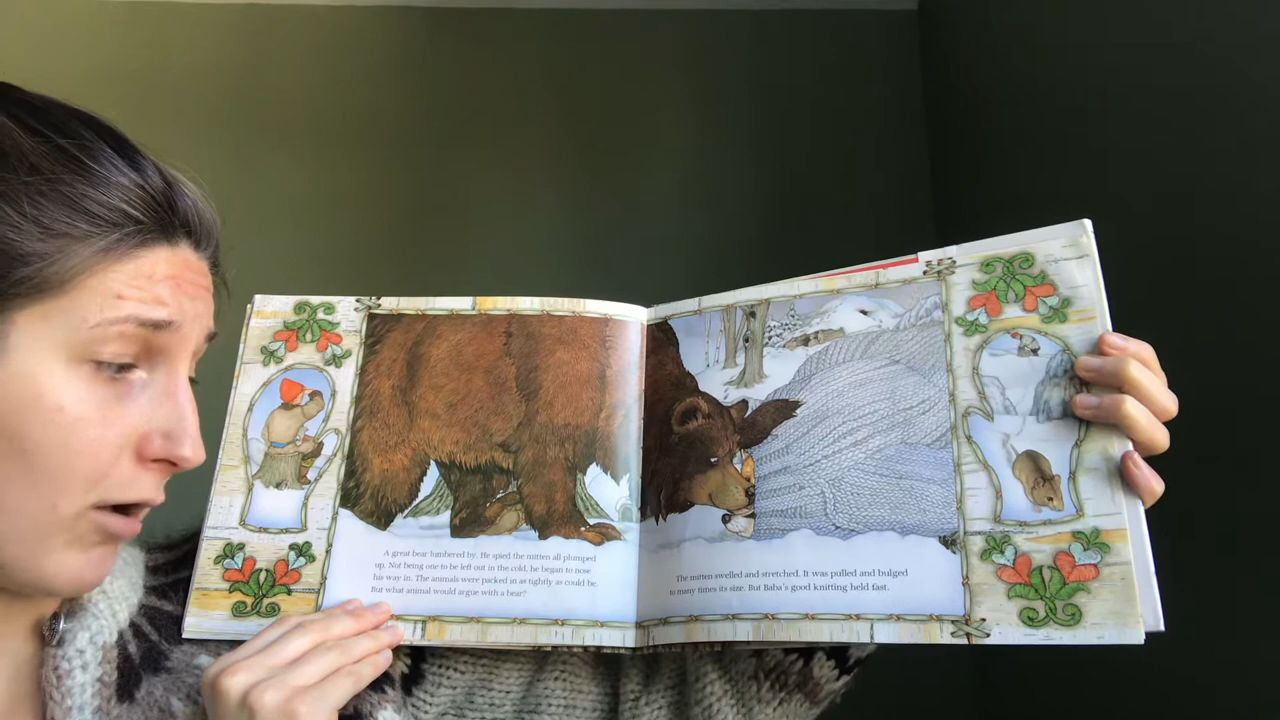 A great bear lumbered by. He spied the mitten all plumped
up. Not being one to be left out in the cold, he began to nose
his way in. The animals were packed in as tightly as could be.
But what animal would argue with a bear?
The mitten swelled and stretched. It was pulled and bulged
to many times its size. But Baba's good knitting held fast.